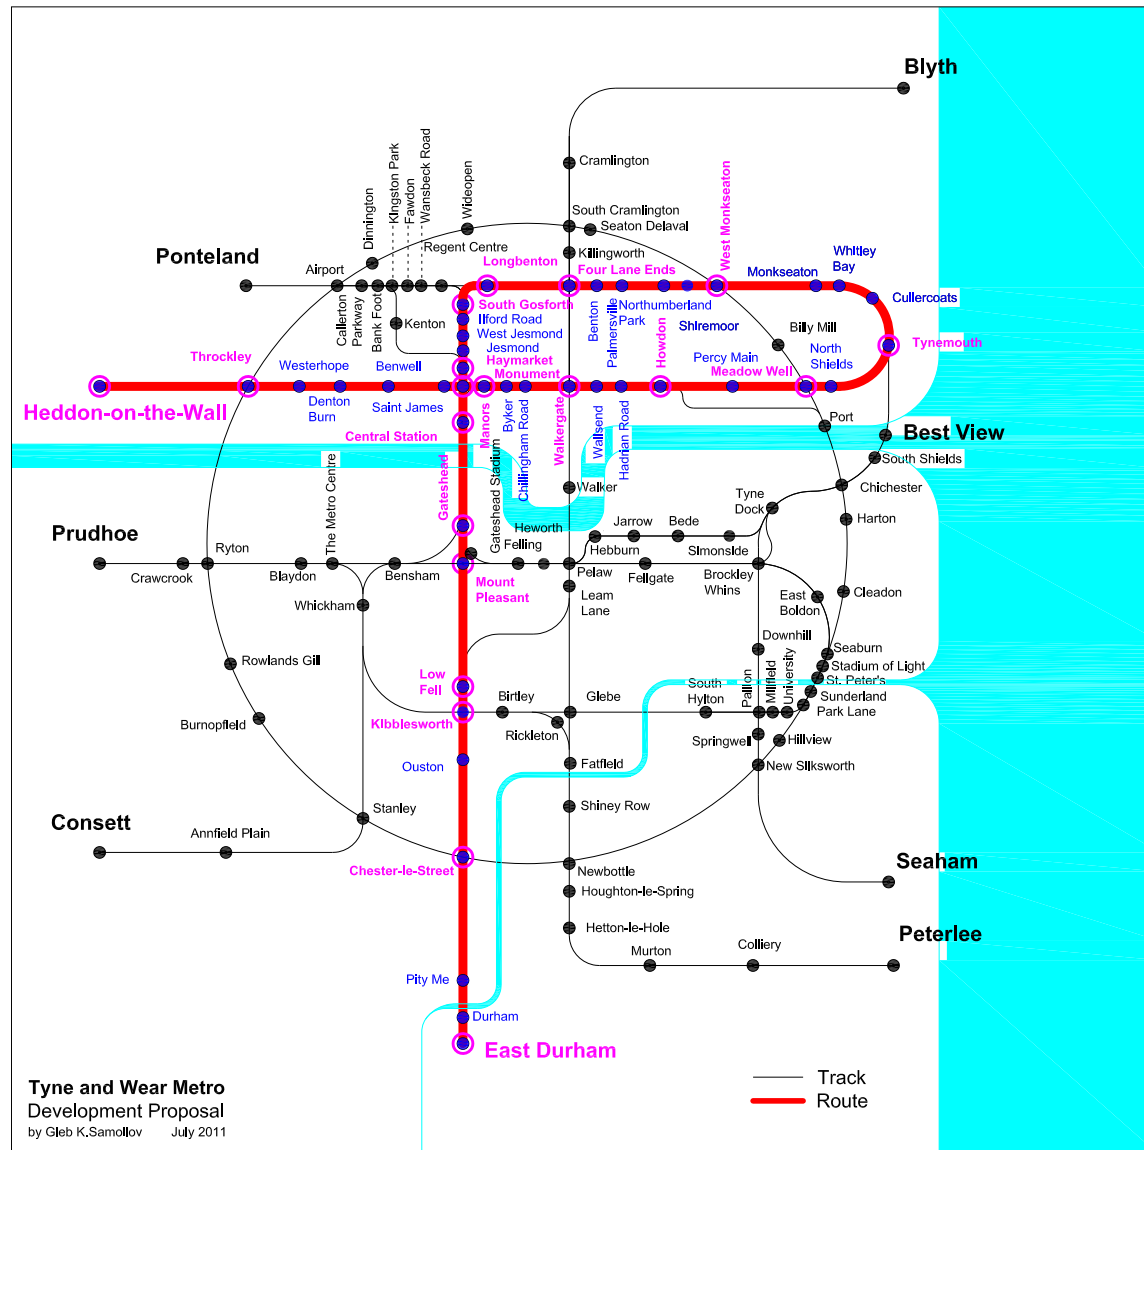 Blyth
Cramlington
South Cramlington
Seaton Delaval
Killingworth
Wideopen
Dinnington
Kingston Park
Fawdon
Wansbeck Road
Regent Centre
Ponteland
Airport
Callerton
Parkway
Bank Foot
Kenton
Longbenton
Four Lane Ends
West Monkseaton
Monkseaton
Whitley
Bay
Cullercoats
Tynemouth
South Gosforth
Ilford Road
West Jesmond
Jesmond
Haymarket
Monument
Benton
Palmersville
Northumberland
Park
Shiremoor
Billy Mill
North
Shields
Percy Main
Meadow Well
Howdon
Throckley
Westerhope
Denton
Burn
Benwell
Saint James
Heddon-on-the-Wall
Central Station
Manors
Byker
Chillingham Road
Walkergate
Wallsend
Hadrian Road
Port
Best View
South Shields
Chichester
Harton
Tyne
Dock
Gateshead
Gateshead Stadium
Walker
Heworth
Felling
Hebburn
Jarrow
Bede
Simonside
Pelaw
Fellgate
Brockley
Whins
Leam
Lane
Prudhoe
Crawcrook
Ryton
Blaydon
The Metro Centre
Bensham
Whickham
Mount
Pleasant
East
Boldon
Cleadon
Downhill
Seaburn
Stadium of Light
St. Peter's
Sunderland
Park Lane
Rowlands Gill
Burnopfield
Low
Fell
Kibblesworth
Birtley
Rickleton
Glebe
South
Hylton
Pallion
Millfield
University
Springwell
Hillview
New Silksworth
Ouston
Fatfield
Shiney Row
Stanley
Consett
Annfield Plain
Chester-le-Street
Newbottle
Houghton-le-Spring
Hetton-le-Hole
Murton
Colliery
Seaham
Peterlee
Pity Me
Durham
East Durham
Tyne and Wear Metro
Development Proposal
by Gleb K.Samoilov July 2011
Track
Route